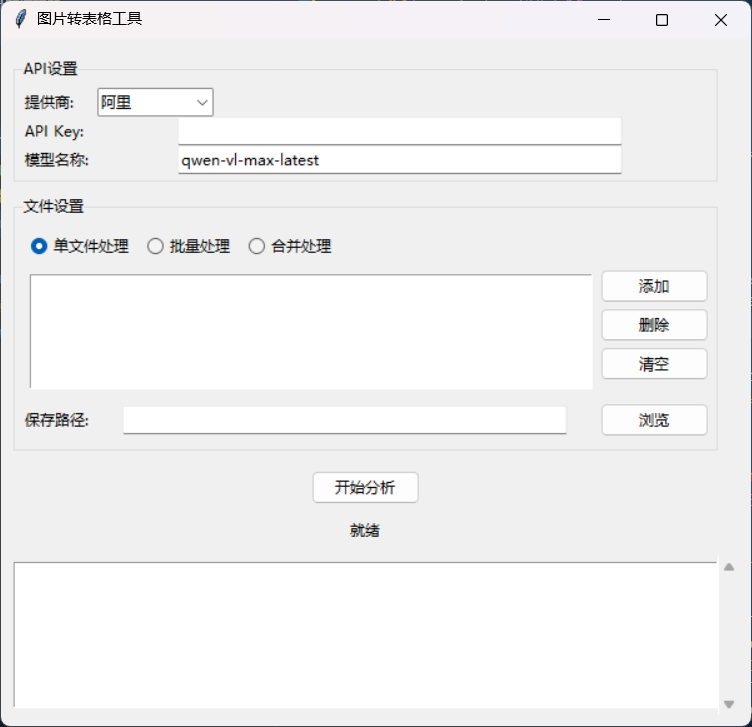 图片转表格工具
API设置
提供商: 阿里
API Key:
模型名称: qwen-vl-max-latest
文件设置
单文件处理 批量处理 合并处理
添加
删除
清空
保存路径: 浏览
开始分析
就绪